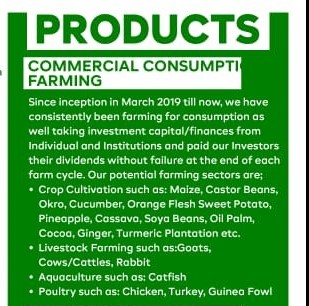 PRODUCTS
COMMERCIAL CONSUMPTI
FARMING
Since inception in March 2019 till now, we have
consistently been farming for consumption as
well taking investment capital/finances from
Individual and Institutions and paid our Investors
their dividends without failure at the end of each
farm cycle. Our potential farming sectors are;
• Crop Cultivation such as: Maize, Castor Beans,
Okro, Cucumber, Orange Flesh Sweet Potato,
Pineapple, Cassava, Soya Beans, Oil Palm,
Cocoa, Ginger, Turmeric Plantation etc.
• Livestock Farming such as:Goats,
Cows/Cattles, Rabbit
• Aquaculture such as: Catfish
• Poultry such as: Chicken, Turkey, Guinea Fowl